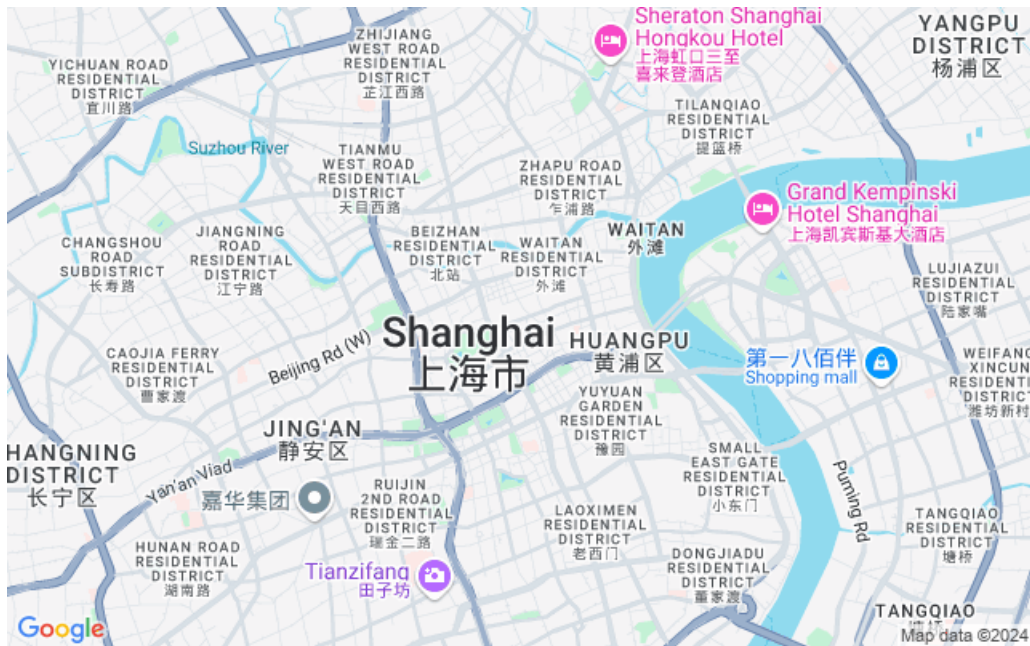 Sheraton Shanghai
Hongkou Hotel
上海虹口三至
喜来登酒店
YANGPU
DISTRICT
杨浦区
ZHIJIANG
WEST ROAD
RESIDENTIAL
DISTRICT
芷江西路
YICHUAN ROAD
RESIDENTIAL
DISTRICT
宜川路
TILANQIAO
RESIDENTIAL
DISTRICT
提篮桥
Suzhou River
TIANMU
WEST ROAD
RESIDENTIAL
DISTRICT
天目西路
ZHAPU ROAD
RESIDENTIAL
DISTRICT
乍浦路
Grand Kempinski
Hotel Shanghai
上海凯宾斯基大酒店
CHANGSHOU
ROAD
SUBDISTRICT
长寿路
JIANGNING
ROAD
RESIDENTIAL
DISTRICT
江宁路
BEIZHAN
RESIDENTIAL
DISTRICT
北站
WAITAN
RESIDENTIAL
DISTRICT
外滩
WAITAN
外滩
LUJIAZUI
RESIDENTIAL
DISTRICT
陆家嘴
Shanghai
上海市
HUANGPU
黄浦区
Beijing Rd (W)
CAOJIA FERRY
RESIDENTIAL
DISTRICT
曹家渡
第一八佰伴
Shopping mall
WEIFANG
XINCUN
RESIDENTI
DISTRICT
潍坊新村
YUYUAN
GARDEN
RESIDENTIAL
DISTRICT
豫园
JING'AN
静安区
HANGNING
DISTRICT
长宁区
Yan'an Viad
嘉华集团
RUIJIN
2ND ROAD
RESIDENTIAL
DISTRICT
瑞金二路
SMALL
EAST GATE
RESIDENTIAL
DISTRICT
小东门
Puming Rd
LAOXIMEN
RESIDENTIAL
DISTRICT
老西门
TANGQIAO
RESIDENTIAL
DISTRICT
塘桥
HUNAN ROAD
RESIDENTIAL
DISTRICT
湖南路
Tianzifang
田子坊
DONGJIADU
RESIDENTIAL
DISTRICT
董家渡
TANGQIAO
Google
Map data ©2024